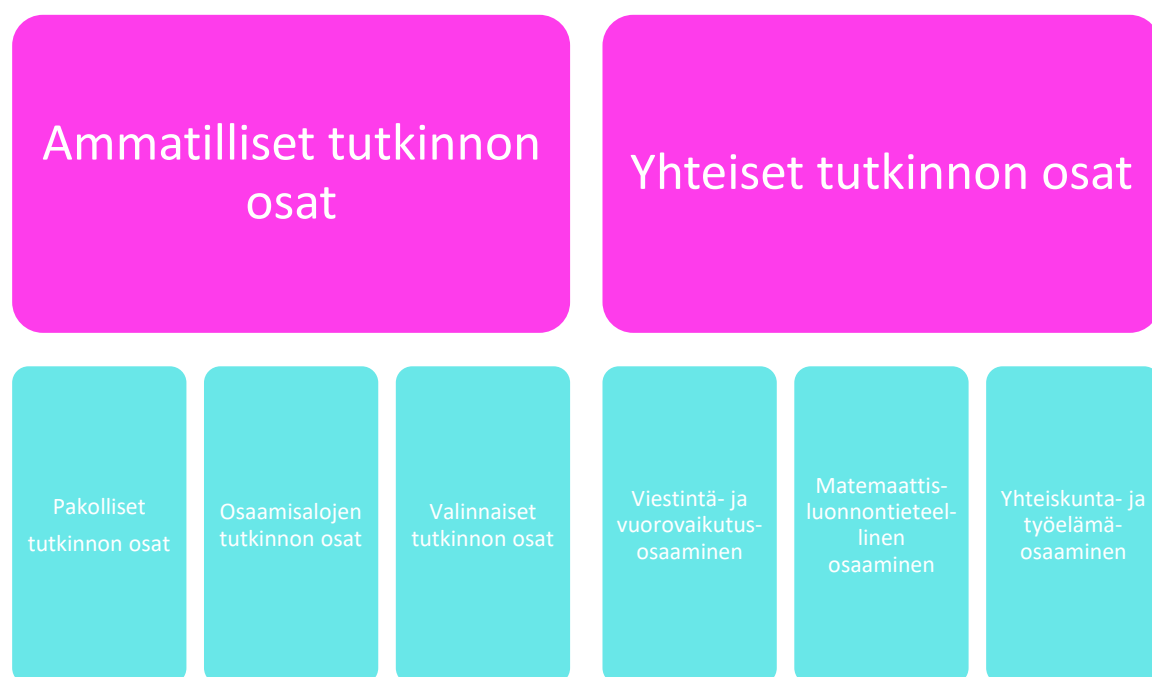 Ammatilliset tutkinnon
osat
Yhteiset tutkinnon osat
Pakolliset
tutkinnon osat
Osaamisalojen
tutkinnon osat
Valinnaiset
tutkinnon osat
Viestintä- ja
vuorovaikutus-
osaaminen
Matemaattis-
luonnontieteel-
linen
osaaminen
Yhteiskunta- ja
työelämä-
osaaminen